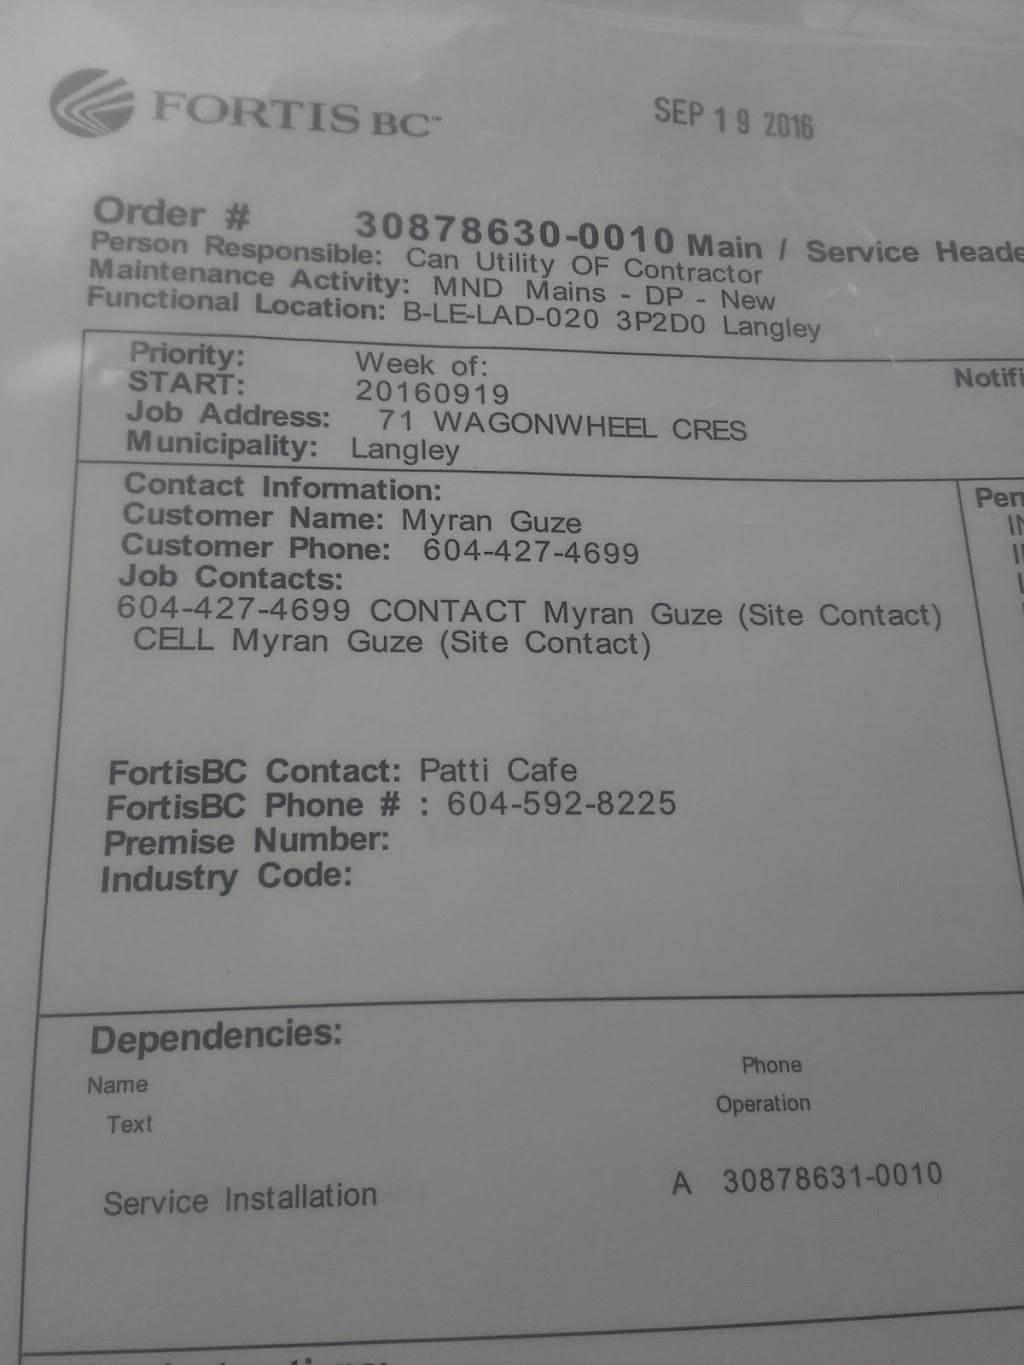 FORTIS BC™
SEP 19 2016
Order # 30878630-0010 Main / Service Heade
Person Responsible: Can Utility OF Contractor
Maintenance Activity: MND Mains - DP - New
Functional Location: B-LE-LAD-020 3P2D0 Langley
Priority: Week of:
Notifi
START: 20160919
Job Address: 71 WAGONWHEEL CRES
Municipality: Langley
Contact Information:
Customer Name: Myran Guze
Customer Phone: 604-427-4699
Job Contacts:
604-427-4699 CONTACT Myran Guze (Site Contact)
CELL Myran Guze (Site Contact)
FortisBC Contact: Patti Cafe
FortisBC Phone # : 604-592-8225
Premise Number:
Industry Code:
Dependencies:
Name Phone
Text Operation
Service Installation A 30878631-0010